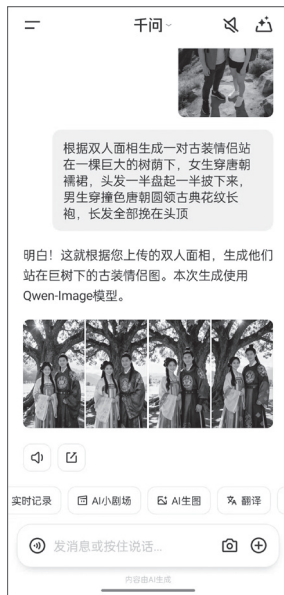 千问
根据双人面相生成一对古装情侣站
在一棵巨大的树荫下，女生穿唐朝
襦裙，头发一半盘起一半披下来，
男生穿撞色唐朝圆领古典花纹长
袍，长发全部挽在头顶
明白！这就根据您上传的双人面相，生成他们
站在巨树下的古装情侣图。本次生成使用
Qwen-Image模型。
实时记录 AI小剧场 AI生图 翻译
发消息或按住说话...
内容由AI生成